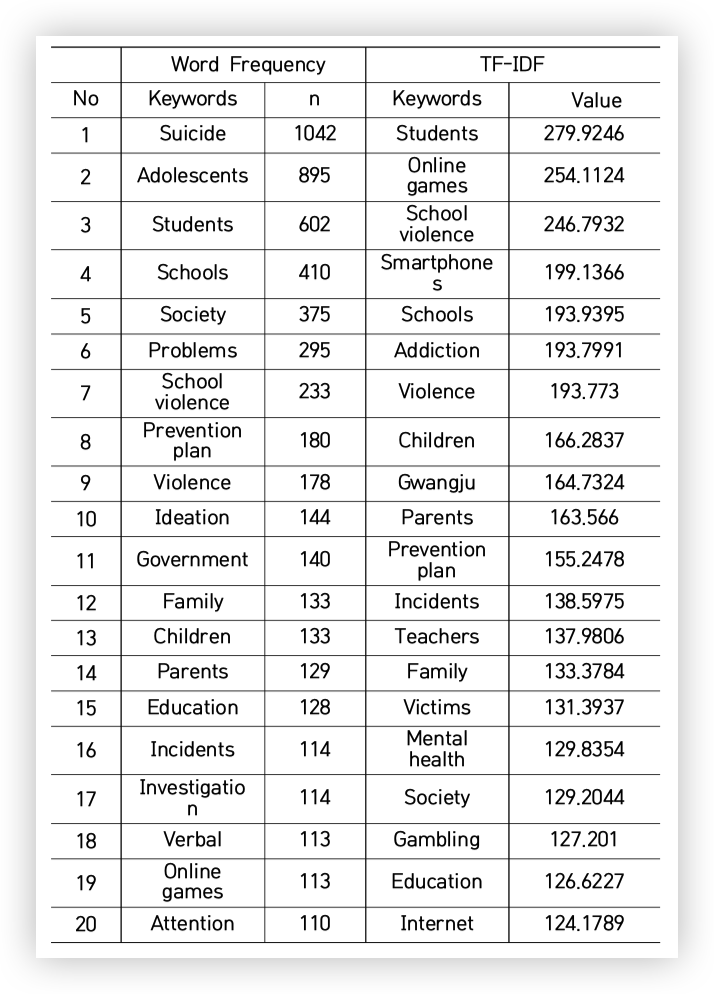 Word Frequency TF-IDF
No Keywords n Keywords Value
1 Suicide 1042 Students 279.9246
2 Adolescents 895 Online games 254.1124
3 Students 602 School violence 246.7932
4 Schools 410 Smartphones 199.1366
5 Society 375 Schools 193.9395
6 Problems 295 Addiction 193.7991
7 School violence 233 Violence 193.773
8 Prevention plan 180 Children 166.2837
9 Violence 178 Gwangju 164.7324
10 Ideation 144 Parents 163.566
11 Government 140 Prevention plan 155.2478
12 Family 133 Incidents 138.5975
13 Children 133 Teachers 137.9806
14 Parents 129 Family 133.3784
15 Education 128 Victims 131.3937
16 Incidents 114 Mental health 129.8354
17 Investigation 114 Society 129.2044
18 Verbal 113 Gambling 127.201
19 Online games 113 Education 126.6227
20 Attention 110 Internet 124.1789